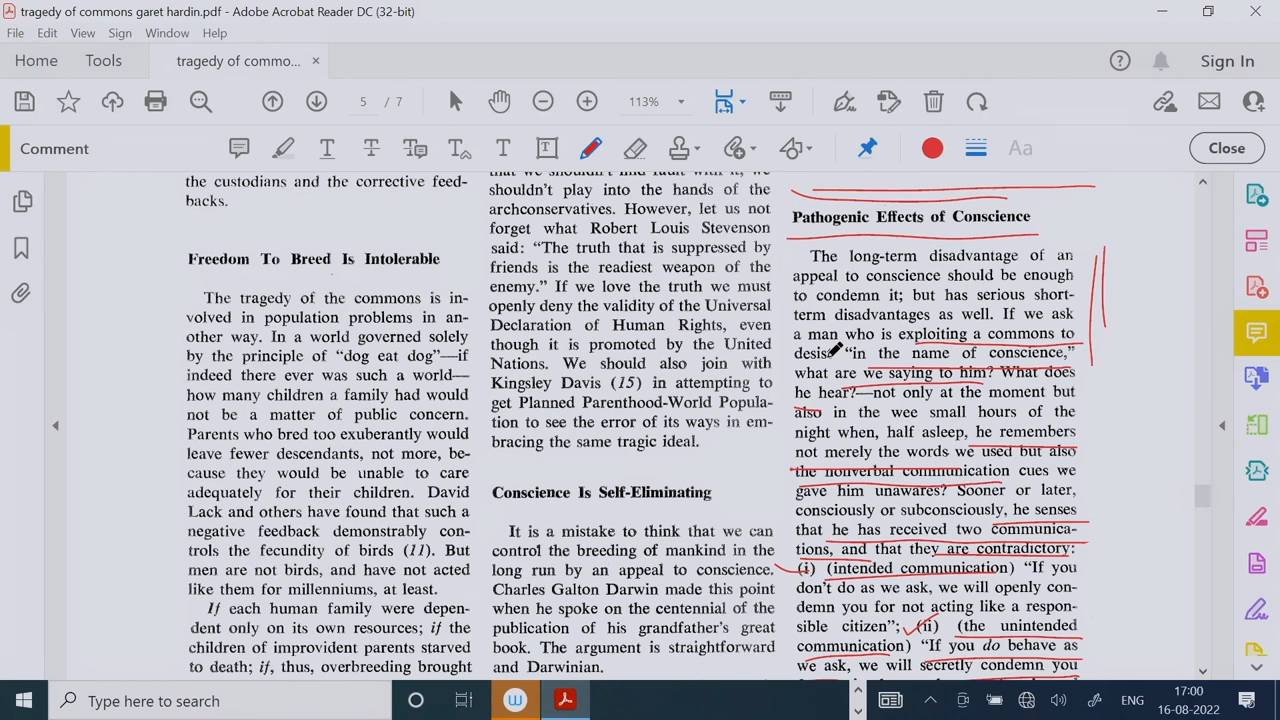 tragedy of commons garet hardin.pdf - Adobe Acrobat Reader DC (32-bit)
File Edit View Sign Window Help
Home Tools tragedy of commo... × Sign In
5 / 7 113%
Comment Aa Close
the custodians and the corrective feed-
backs.
Freedom To Breed Is Intolerable
The tragedy of the commons is in-
volved in population problems in an-
other way. In a world governed solely
by the principle of “dog eat dog”—if
indeed there ever was such a world—
how many children a family had would
not be a matter of public concern.
Parents who bred too exuberantly would
leave fewer descendants, not more, be-
cause they would be unable to care
adequately for their children. David
Lack and others have found that such a
negative feedback demonstrably con-
trols the fecundity of birds (11). But
men are not birds, and have not acted
like them for millenniums, at least.
If each human family were depen-
dent only on its own resources; if the
children of improvident parents starved
to death; if, thus, overbreeding brought
that we shouldn't find fault with it, we
shouldn't play into the hands of the
archconservatives. However, let us not
forget what Robert Louis Stevenson
said: “The truth that is suppressed by
friends is the readiest weapon of the
enemy.” If we love the truth we must
openly deny the validity of the Universal
Declaration of Human Rights, even
though it is promoted by the United
Nations. We should also join with
Kingsley Davis (15) in attempting to
get Planned Parenthood-World Popula-
tion to see the error of its ways in em-
bracing the same tragic ideal.
Conscience Is Self-Eliminating
It is a mistake to think that we can
control the breeding of mankind in the
long run by an appeal to conscience.
Charles Galton Darwin made this point
when he spoke on the centennial of the
publication of his grandfather's great
book. The argument is straightforward
and Darwinian.
Pathogenic Effects of Conscience
The long-term disadvantage of an
appeal to conscience should be enough
to condemn it; but has serious short-
term disadvantages as well. If we ask
a man who is exploiting a commons to
desist “in the name of conscience,”
what are we saying to him? What does
he hear?—not only at the moment but
also in the wee small hours of the
night when, half asleep, he remembers
not merely the words we used but also
the nonverbal communication cues we
gave him unawares? Sooner or later,
consciously or subconsciously, he senses
that he has received two communica-
tions, and that they are contradictory:
(i) (intended communication) “If you
don't do as we ask, we will openly con-
demn you for not acting like a respon-
sible citizen”; (ii) (the unintended
communication) “If you do behave as
we ask, we will secretly condemn you
Type here to search
ENG
17:00
16-08-2022